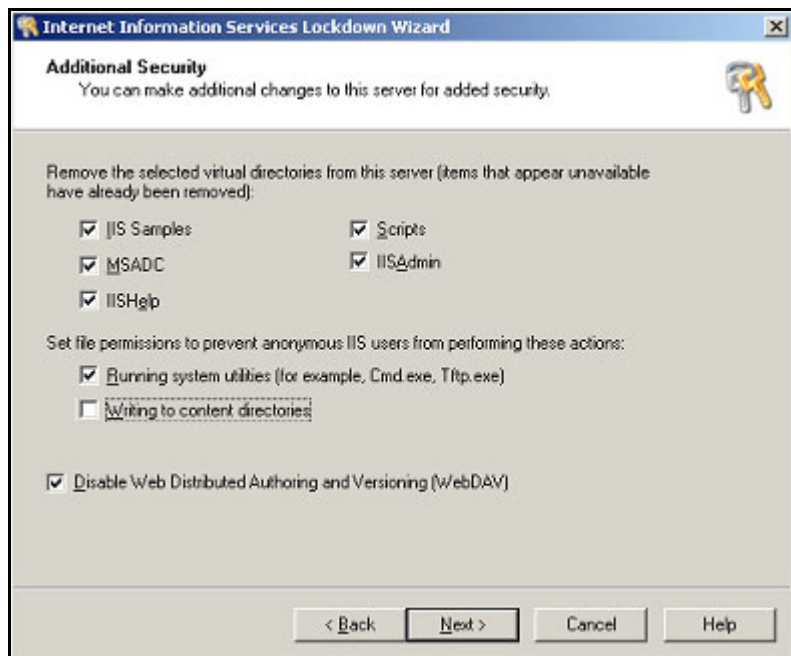 Internet Information Services Lockdown Wizard
Additional Security
You can make additional changes to this server for added security.
Remove the selected virtual directories from this server (items that appear unavailable
have already been removed):
IIS Samples
Scripts
MSADC
IISAdmin
IISHelp
Set file permissions to prevent anonymous IIS users from performing these actions:
Running system utilities (for example, Cmd.exe, Tftp.exe)
Writing to content directories
Disable Web Distributed Authoring and Versioning (WebDAV)
< Back Next > Cancel Help